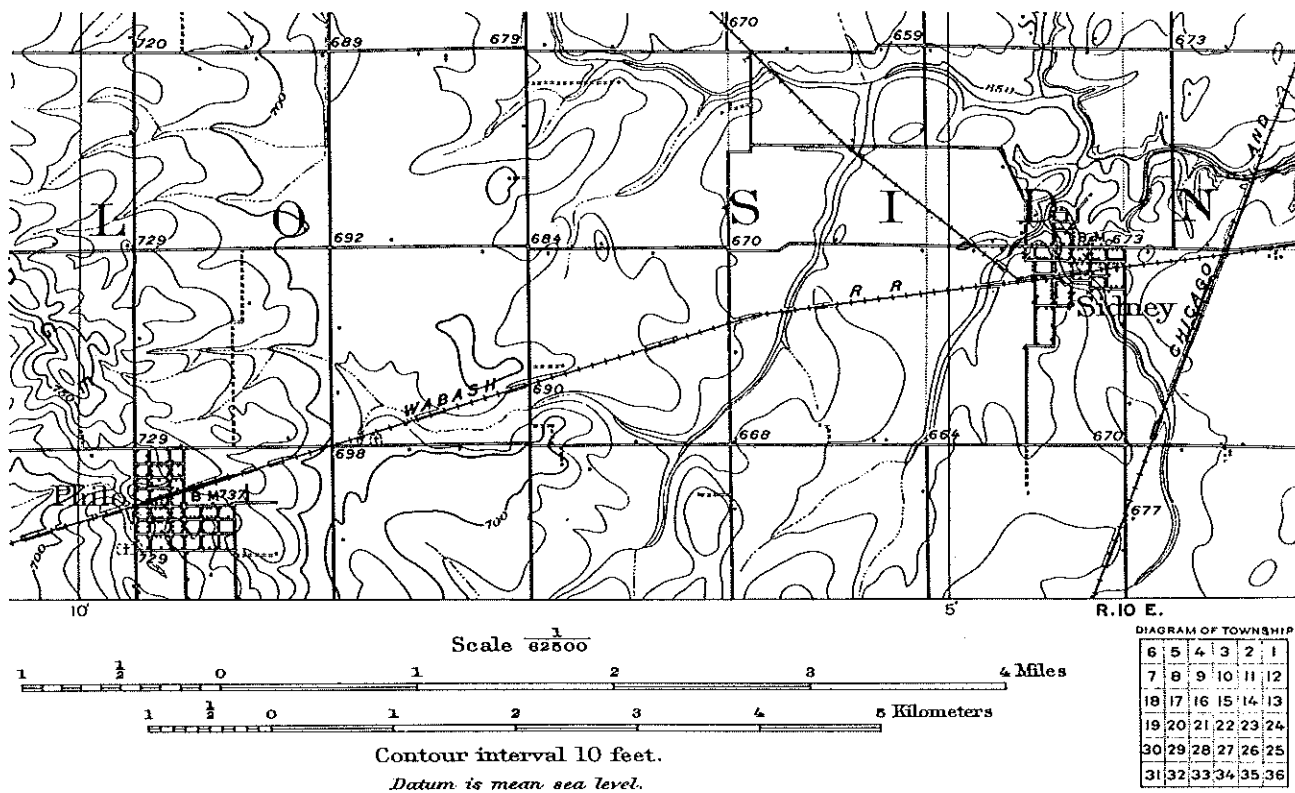 720 689 679 670 659 673
700
650
AND
L O S I D N
729 692 684 670 B.M. 673
CHICAGO
R R
Sidney
WABASH 690
780
729 698 668 664 670
Philo B M 737
700 677
700
729
10' 5' R.10 E.
Scale 1/62500
DIAGRAM OF TOWNSHIP
1 ½ 0 1 2 3 4 Miles
1 ½ 0 1 2 3 4 5 Kilometers
Contour interval 10 feet.
Datum is mean sea level.
6 5 4 3 2 1
7 8 9 10 11 12
18 17 16 15 14 13
19 20 21 22 23 24
30 29 28 27 26 25
31 32 33 34 35 36